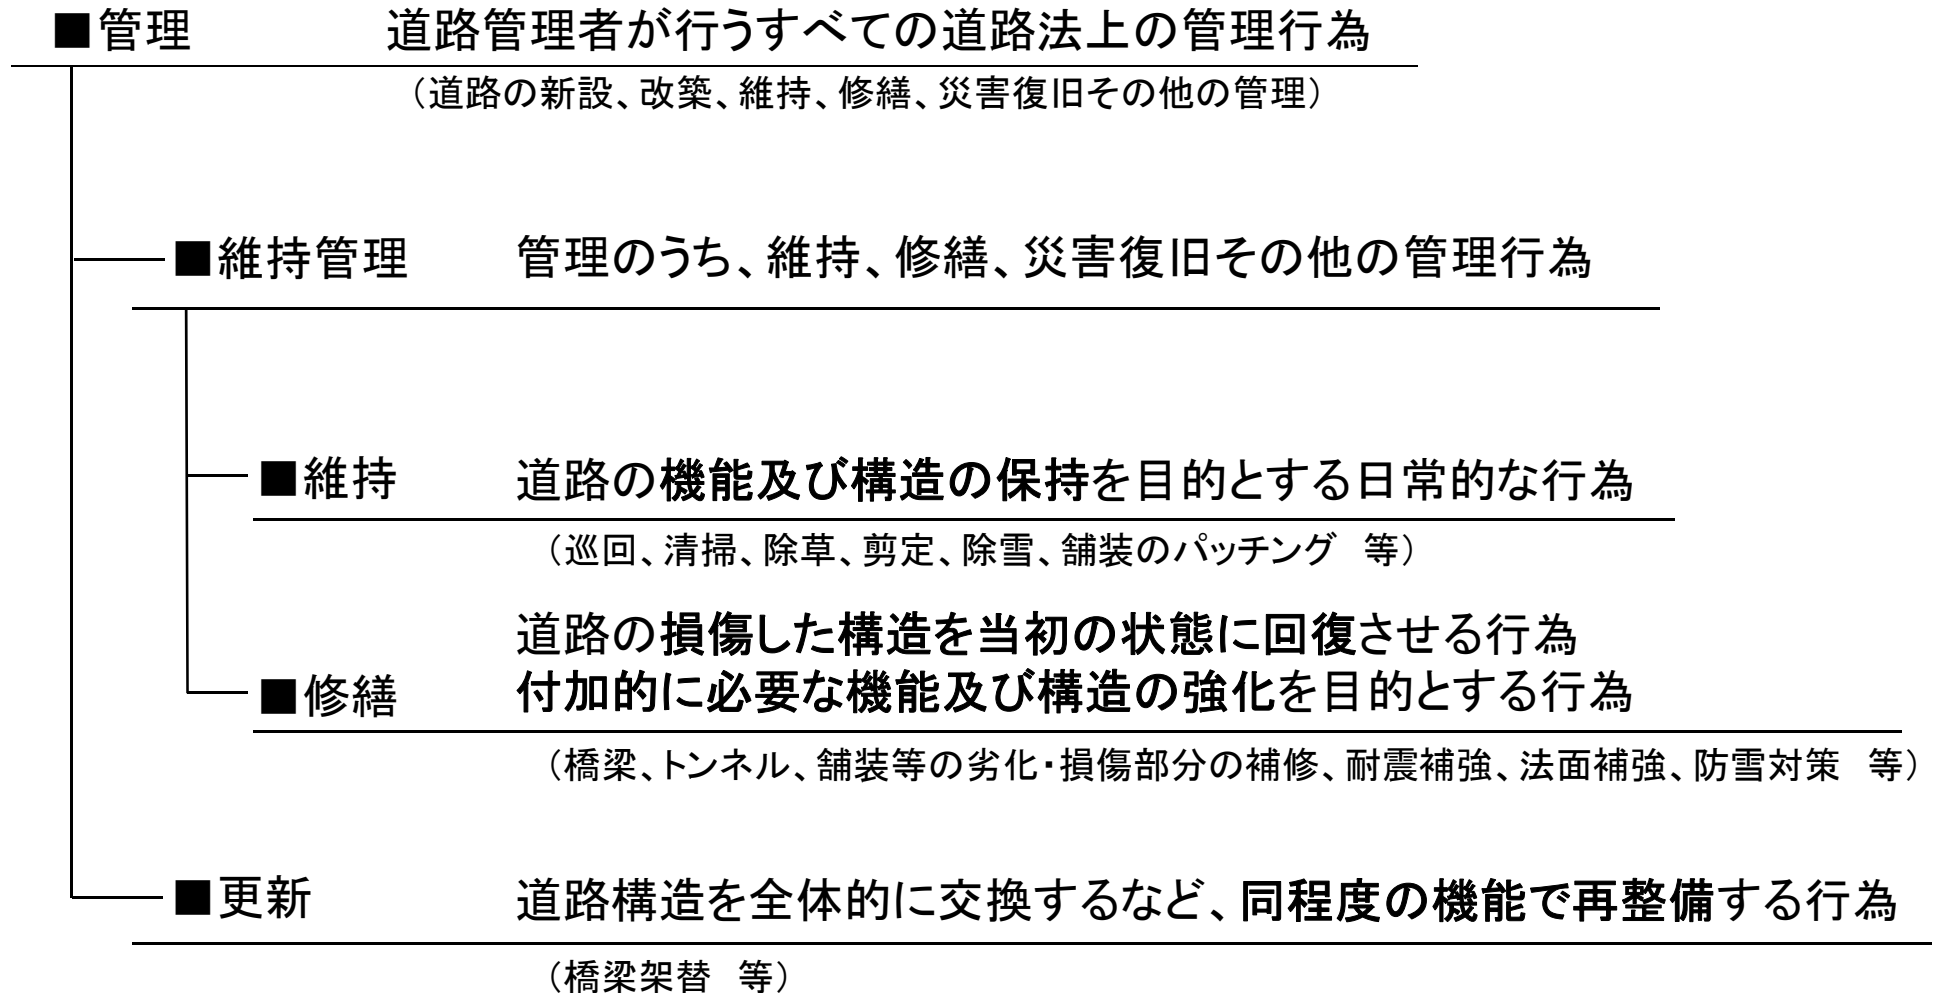 ■管理 道路管理者が行うすべての道路法上の管理行為
（道路の新設、改築、維持、修繕、災害復旧その他の管理）
■維持管理 管理のうち、維持、修繕、災害復旧その他の管理行為
■維持 道路の機能及び構造の保持を目的とする日常的な行為
（巡回、清掃、除草、剪定、除雪、舗装のパッチング　等）
道路の損傷した構造を当初の状態に回復させる行為
■修繕 付加的に必要な機能及び構造の強化を目的とする行為
（橋梁、トンネル、舗装等の劣化・損傷部分の補修、耐震補強、法面補強、防雪対策　等）
■更新 道路構造を全体的に交換するなど、同程度の機能で再整備する行為
（橋梁架替　等）